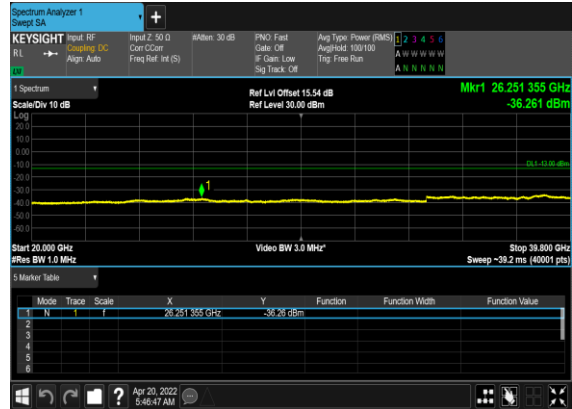 Spectrum Analyzer 1
Swept SA
KEYSIGHT
RL
Input: RF
Coupling: DC
Align: Auto
Input Z: 50 Ω
Corr CCorr
Freq Ref: Int (S)
#Atten: 30 dB
PNO: Fast
Gate: Off
IF Gain: Low
Sig Track: Off
Avg Type: Power (RMS)
Avg|Hold: 100/100
Trig: Free Run
1 2 3 4 5 6
A W W W W W
A N N N N N
1 Spectrum
Scale/Div 10 dB
Ref Lvl Offset 15.54 dB
Ref Level 30.00 dBm
Mkr1 26.251 355 GHz
-36.261 dBm
Log
20.0
10.0
0.00
-10.0
-20.0
-30.0
-40.0
-50.0
-60.0
DL1 -13.00 dBm
1
Start 20.000 GHz
#Res BW 1.0 MHz
Video BW 3.0 MHz*
Stop 39.800 GHz
Sweep ~39.2 ms (40001 pts)
5 Marker Table
Mode Trace Scale X Y Function Function Width Function Value
1 N 1 f 26.251 355 GHz -36.26 dBm
2
3
4
5
6
?
Apr 20, 2022
5:46:47 AM